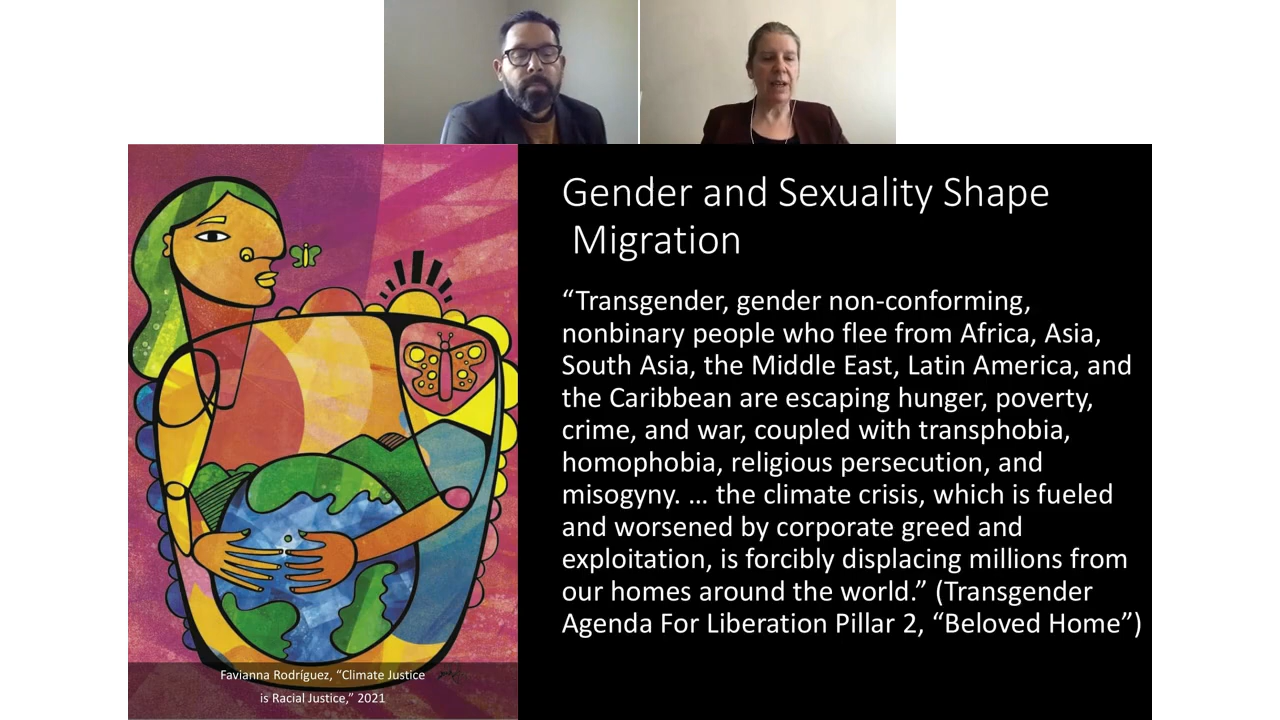 Gender and Sexuality Shape
Migration
“Transgender, gender non-conforming,
nonbinary people who flee from Africa, Asia,
South Asia, the Middle East, Latin America, and
the Caribbean are escaping hunger, poverty,
crime, and war, coupled with transphobia,
homophobia, religious persecution, and
misogyny. … the climate crisis, which is fueled
and worsened by corporate greed and
exploitation, is forcibly displacing millions from
our homes around the world.” (Transgender
Agenda For Liberation Pillar 2, “Beloved Home”)
Favianna Rodríguez, “Climate Justice
is Racial Justice,” 2021